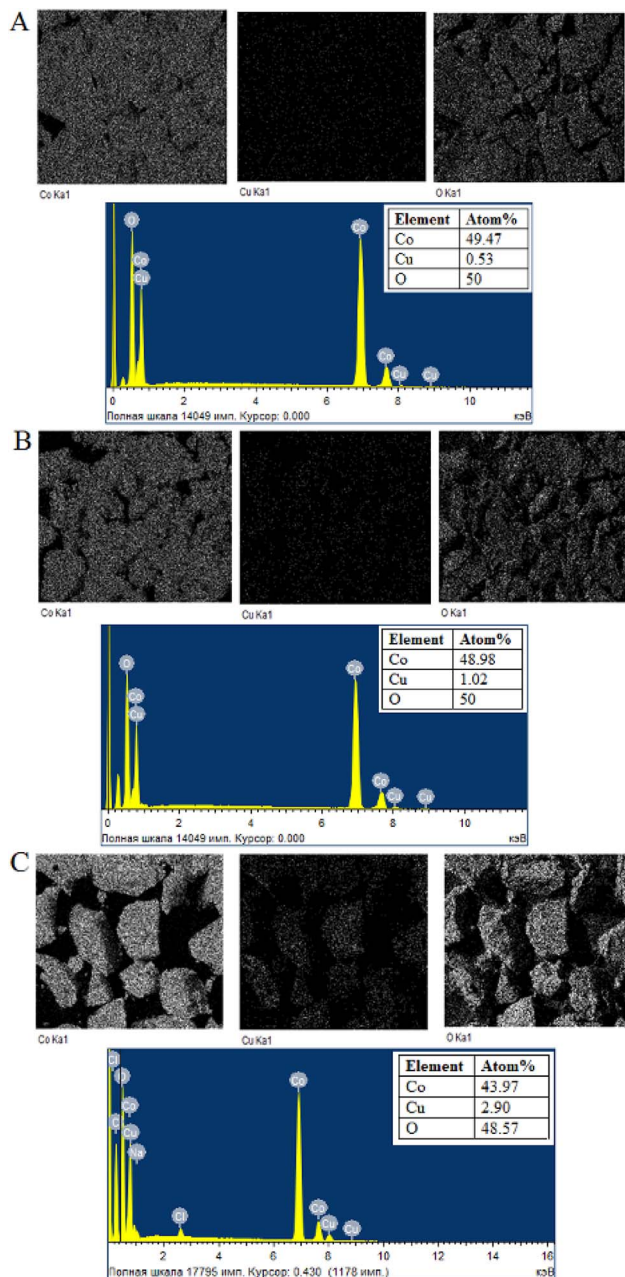 A
Co Ka1
Cu Ka1
O Ka1
O
Co
Cu
Co
Co
Cu
Cu
Element Atom%
Co 49.47
Cu 0.53
O 50
0 2 4 6 8 10
Полная шкала 14049 имп. Курсор: 0.000
кэВ
B
Co Ka1
Cu Ka1
O Ka1
O
Co
Cu
Co
Co
Cu
Cu
Element Atom%
Co 48.98
Cu 1.02
O 50
0 2 4 6 8 10
Полная шкала 14049 имп. Курсор: 0.000
кэВ
C
Co Ka1
Cu Ka1
O Ka1
Cl
O
Co
C
Cu
Na
Cl
Co
Co
Cu
Cu
Element Atom%
Co 43.97
Cu 2.90
O 48.57
0 2 4 6 8 10 12 14 16
Полная шкала 17795 имп. Курсор: 0.430 (1178 имп.)
кэВ